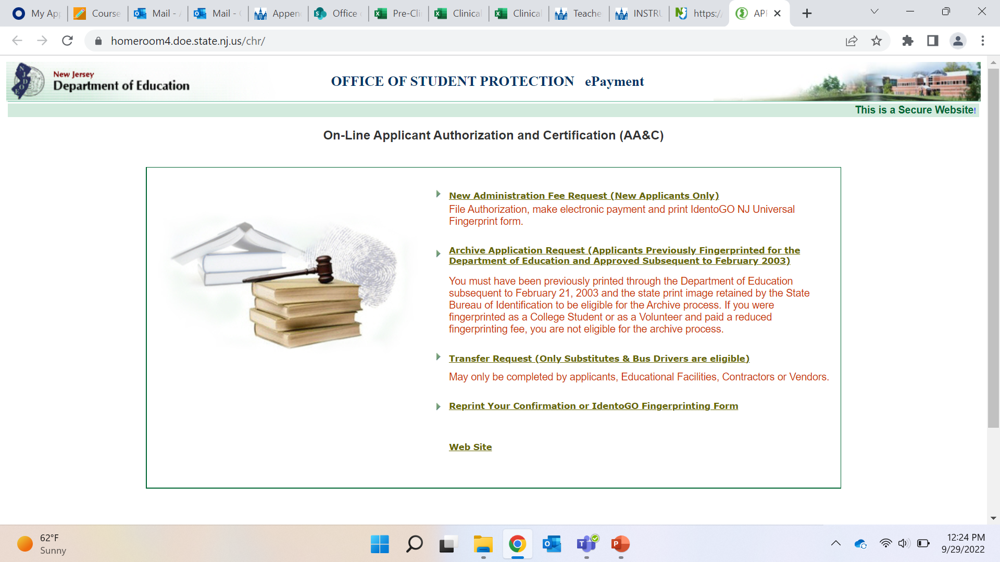 My Ap
Course
Mail -
Mail -
Appen
Office
Pre-Cli
Clinical
Clinical
Teache
INSTRU
https:/
API
homeroom4.doe.state.nj.us/chr/
New Jersey
Department of Education
OFFICE OF STUDENT PROTECTION ePayment
This is a Secure Website!
On-Line Applicant Authorization and Certification (AA&C)
New Administration Fee Request (New Applicants Only)
File Authorization, make electronic payment and print IdentoGO NJ Universal
Fingerprint form.
Archive Application Request (Applicants Previously Fingerprinted for the
Department of Education and Approved Subsequent to February 2003)
You must have been previously printed through the Department of Education
subsequent to February 21, 2003 and the state print image retained by the State
Bureau of Identification to be eligible for the Archive process. If you were
fingerprinted as a College Student or as a Volunteer and paid a reduced
fingerprinting fee, you are not eligible for the archive process.
Transfer Request (Only Substitutes & Bus Drivers are eligible)
May only be completed by applicants, Educational Facilities, Contractors or Vendors.
Reprint Your Confirmation or IdentoGO Fingerprinting Form
Web Site
62°F
Sunny
12:24 PM
9/29/2022